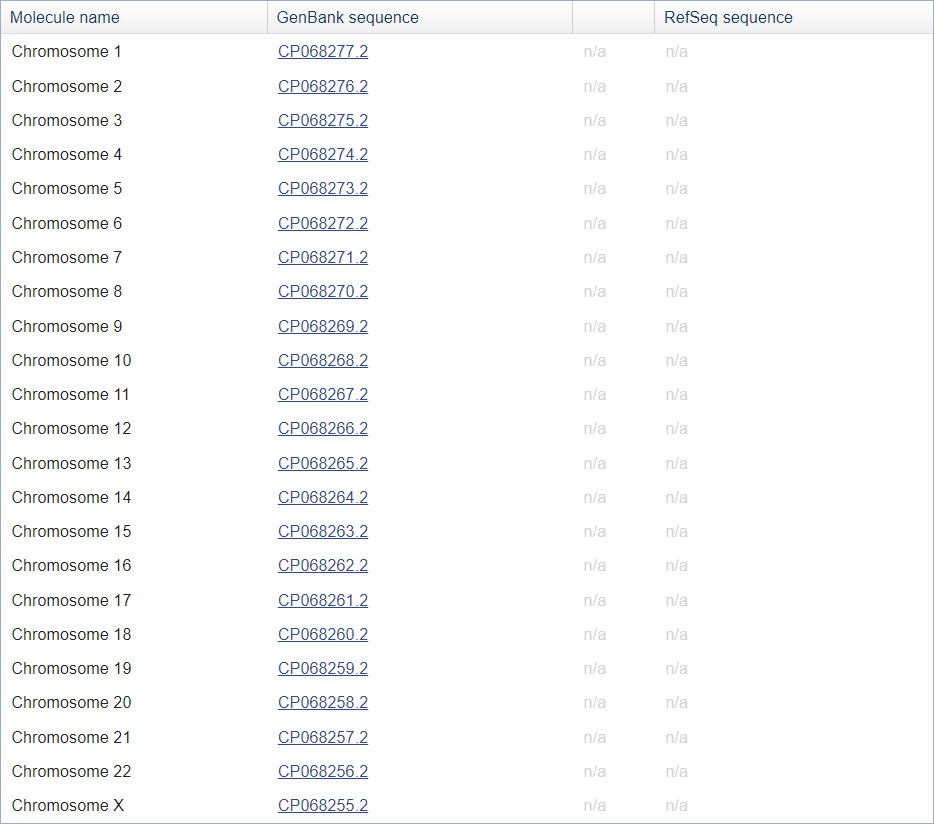 Molecule name GenBank sequence RefSeq sequence
Chromosome 1 CP068277.2 n/a n/a
Chromosome 2 CP068276.2 n/a n/a
Chromosome 3 CP068275.2 n/a n/a
Chromosome 4 CP068274.2 n/a n/a
Chromosome 5 CP068273.2 n/a n/a
Chromosome 6 CP068272.2 n/a n/a
Chromosome 7 CP068271.2 n/a n/a
Chromosome 8 CP068270.2 n/a n/a
Chromosome 9 CP068269.2 n/a n/a
Chromosome 10 CP068268.2 n/a n/a
Chromosome 11 CP068267.2 n/a n/a
Chromosome 12 CP068266.2 n/a n/a
Chromosome 13 CP068265.2 n/a n/a
Chromosome 14 CP068264.2 n/a n/a
Chromosome 15 CP068263.2 n/a n/a
Chromosome 16 CP068262.2 n/a n/a
Chromosome 17 CP068261.2 n/a n/a
Chromosome 18 CP068260.2 n/a n/a
Chromosome 19 CP068259.2 n/a n/a
Chromosome 20 CP068258.2 n/a n/a
Chromosome 21 CP068257.2 n/a n/a
Chromosome 22 CP068256.2 n/a n/a
Chromosome X CP068255.2 n/a n/a